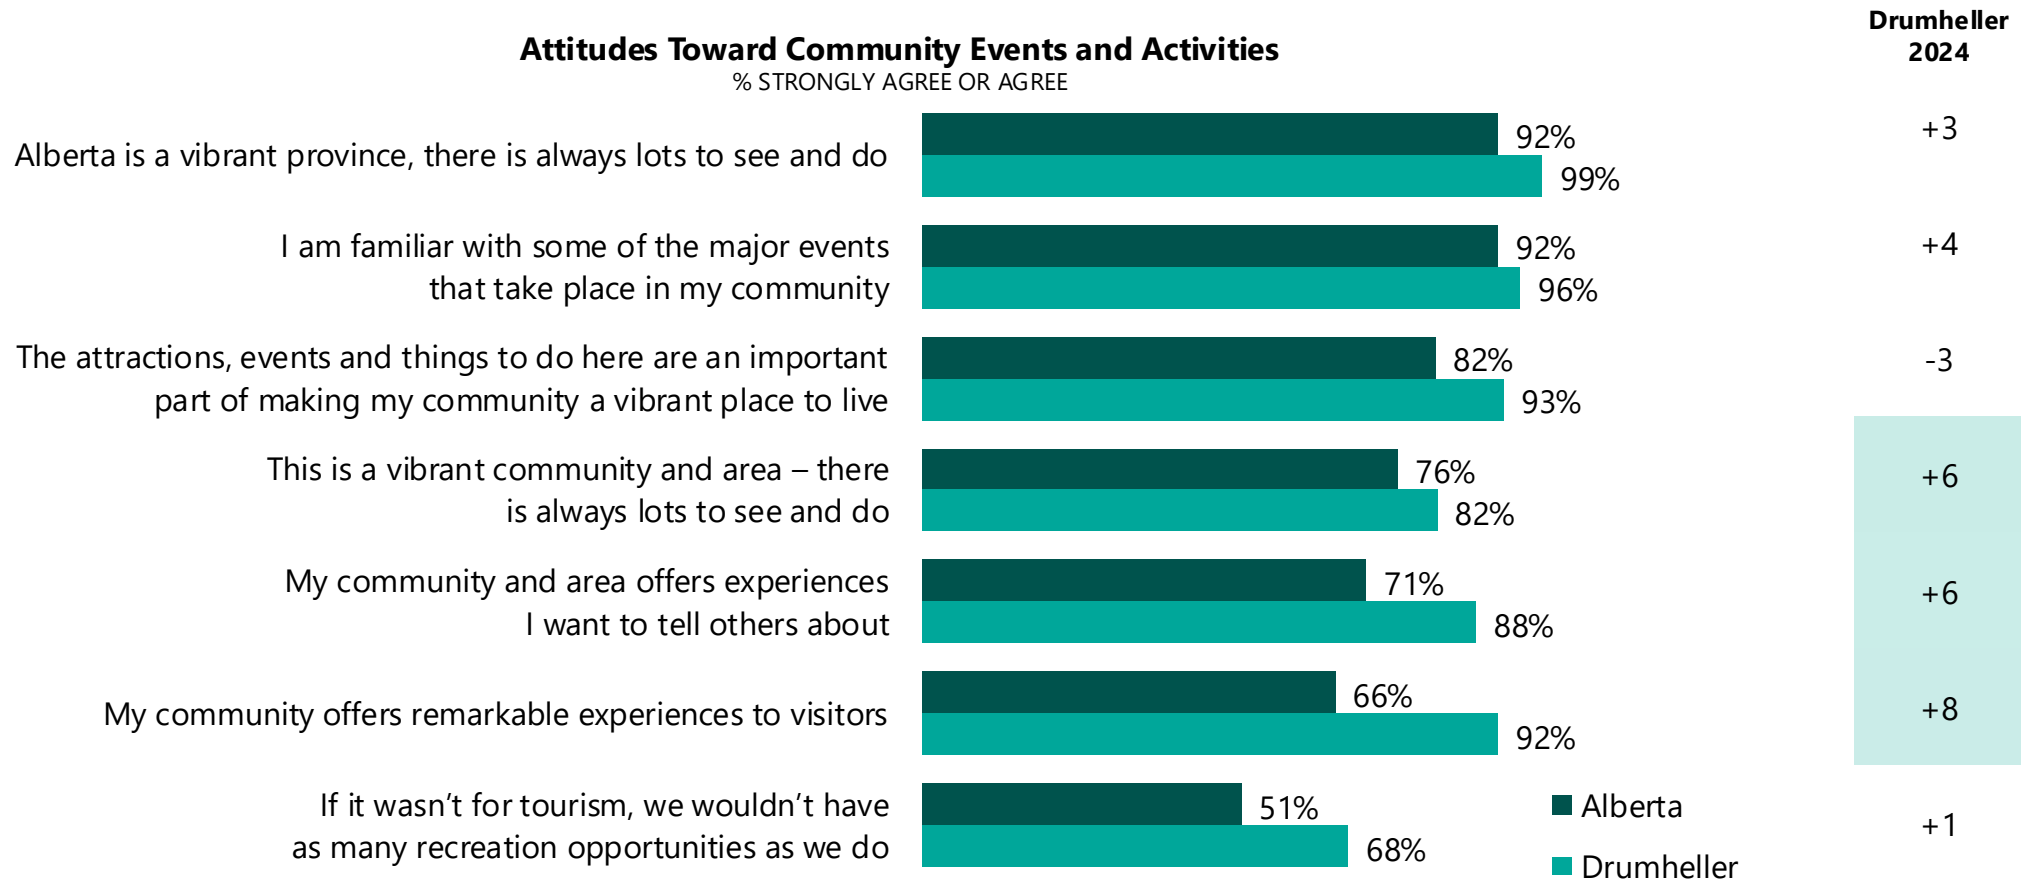 Drumheller
2024
Attitudes Toward Community Events and Activities
% STRONGLY AGREE OR AGREE
Alberta is a vibrant province, there is always lots to see and do
92%
99%
+3
I am familiar with some of the major events
that take place in my community
92%
96%
+4
The attractions, events and things to do here are an important
part of making my community a vibrant place to live
82%
93%
-3
This is a vibrant community and area – there
is always lots to see and do
76%
82%
+6
My community and area offers experiences
I want to tell others about
71%
88%
+6
My community offers remarkable experiences to visitors
66%
92%
+8
If it wasn’t for tourism, we wouldn’t have
as many recreation opportunities as we do
51%
68%
+1
Alberta
Drumheller